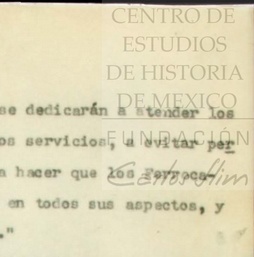 CENTRO DE
ESTUDIOS
DE HISTORIA
DE MEXICO
FUNDACIÓN
Carlos Slim
se dedicarán a atender los
os servicios, a evitar per
a hacer que los Ferroca-
en todos sus aspectos, y
."